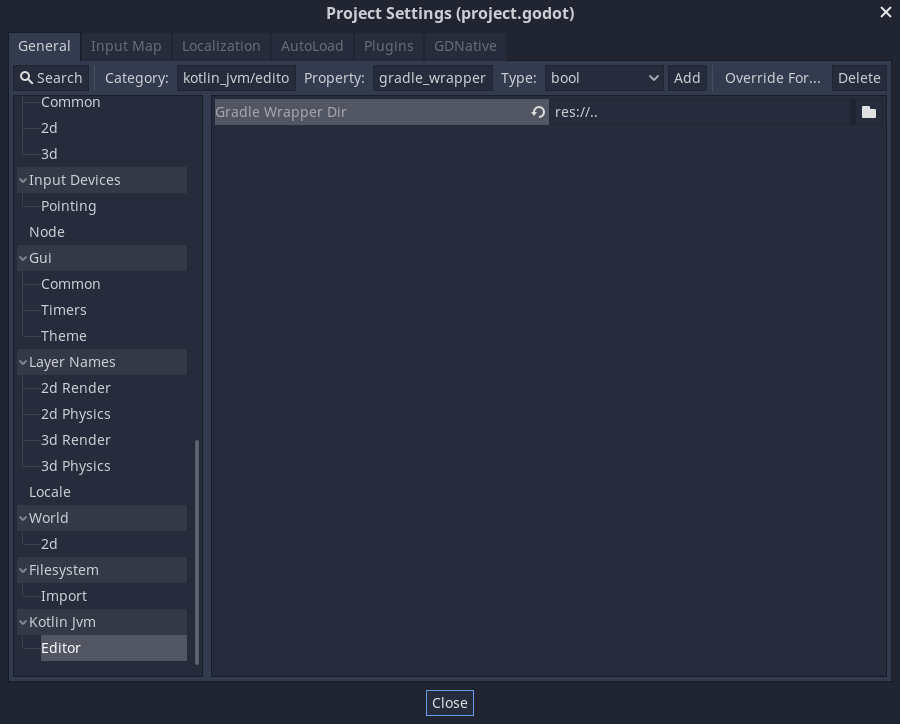 Project Settings (project.godot)
General Input Map Localization AutoLoad Plugins GDNative
Search Category: kotlin_jvm/edito Property: gradle_wrapper Type: bool Add Override For... Delete
Common
2d
3d
Input Devices
Pointing
Node
Gui
Common
Timers
Theme
Layer Names
2d Render
2d Physics
3d Render
3d Physics
Locale
World
2d
Filesystem
Import
Kotlin Jvm
Editor
Gradle Wrapper Dir res://..
Close